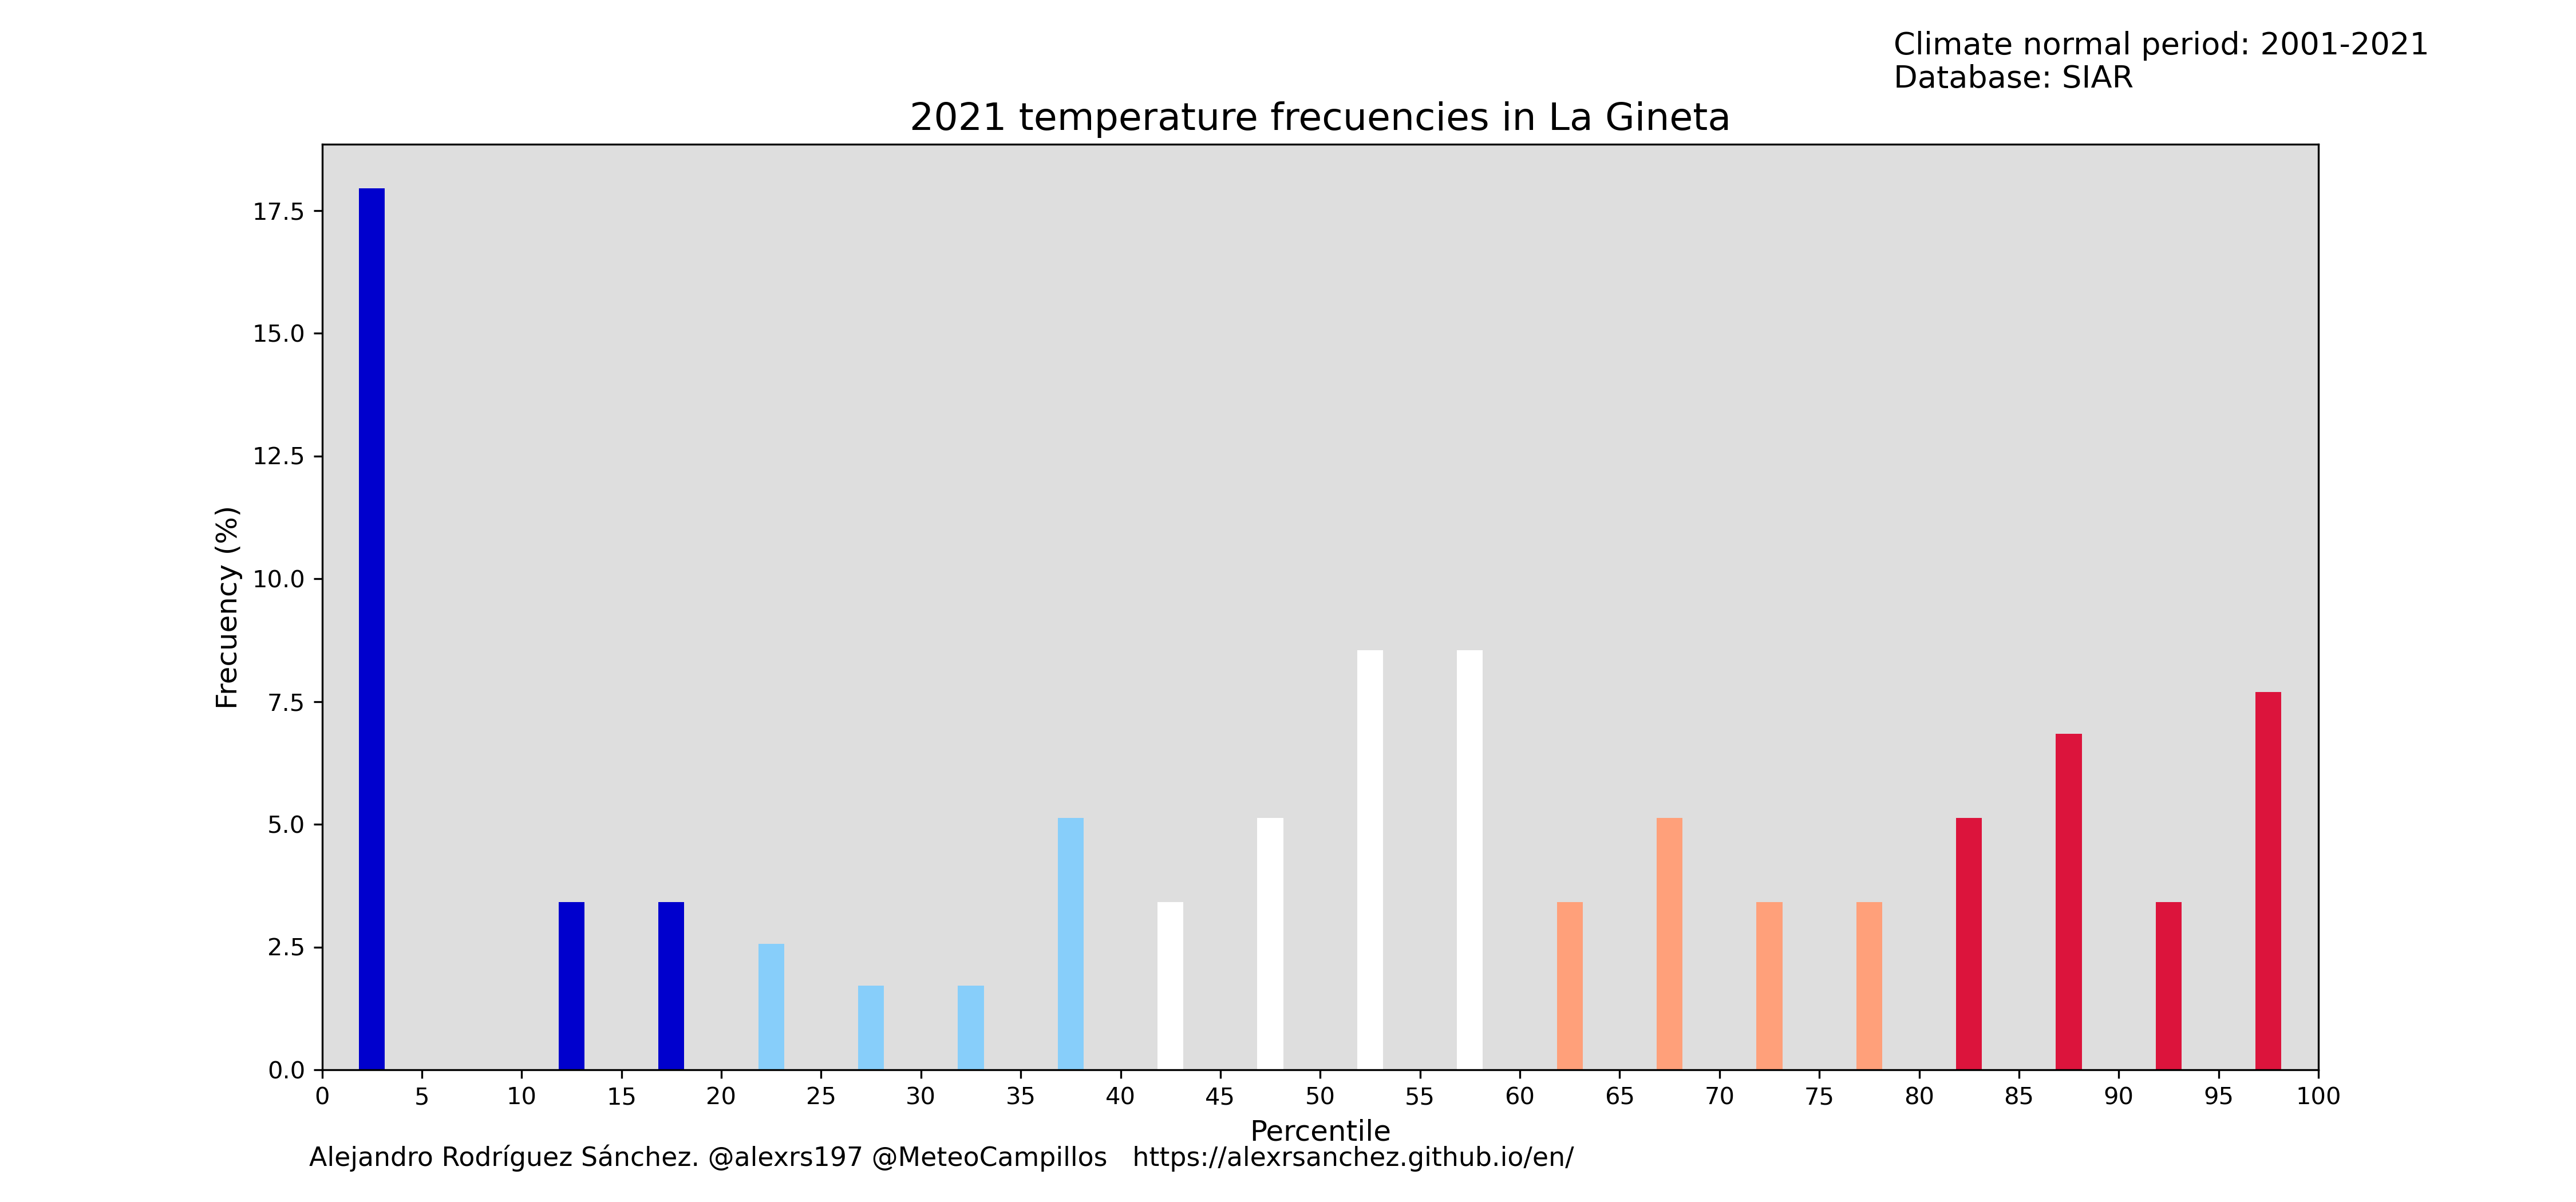 Climate normal period: 2001-2021
Database: SIAR
2021 temperature frecuencies in La Gineta
Frecuency (%)
17.5
15.0
12.5
10.0
7.5
5.0
2.5
0.0
0 5 10 15 20 25 30 35 40 45 50 55 60 65 70 75 80 85 90 95 100
Percentile
Alejandro Rodríguez Sánchez. @alexrs197 @MeteoCampillos https://alexrsanchez.github.io/en/